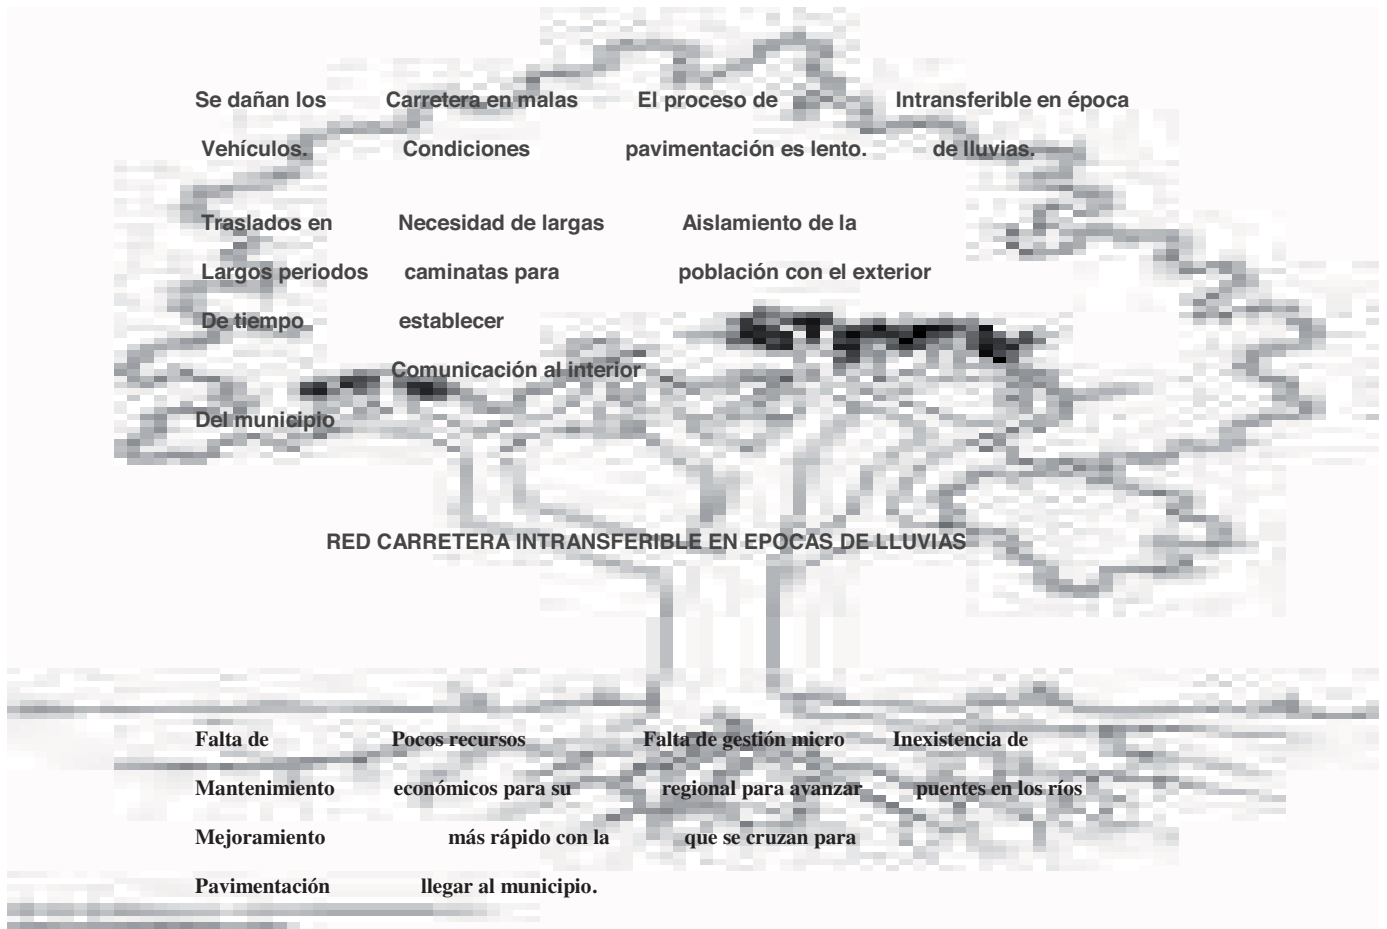 Se dañan los Carretera en malas El proceso de Intransferible en época
Vehículos. Condiciones pavimentación es lento. de lluvias.
Traslados en Necesidad de largas Aislamiento de la
Largos periodos caminatas para población con el exterior
De tiempo establecer
Comunicación al interior
Del municipio
RED CARRETERA INTRANSFERIBLE EN EPOCAS DE LLUVIAS
Falta de Pocos recursos Falta de gestión micro Inexistencia de
Mantenimiento económicos para su regional para avanzar puentes en los ríos
Mejoramiento más rápido con la que se cruzan para
Pavimentación llegar al municipio.